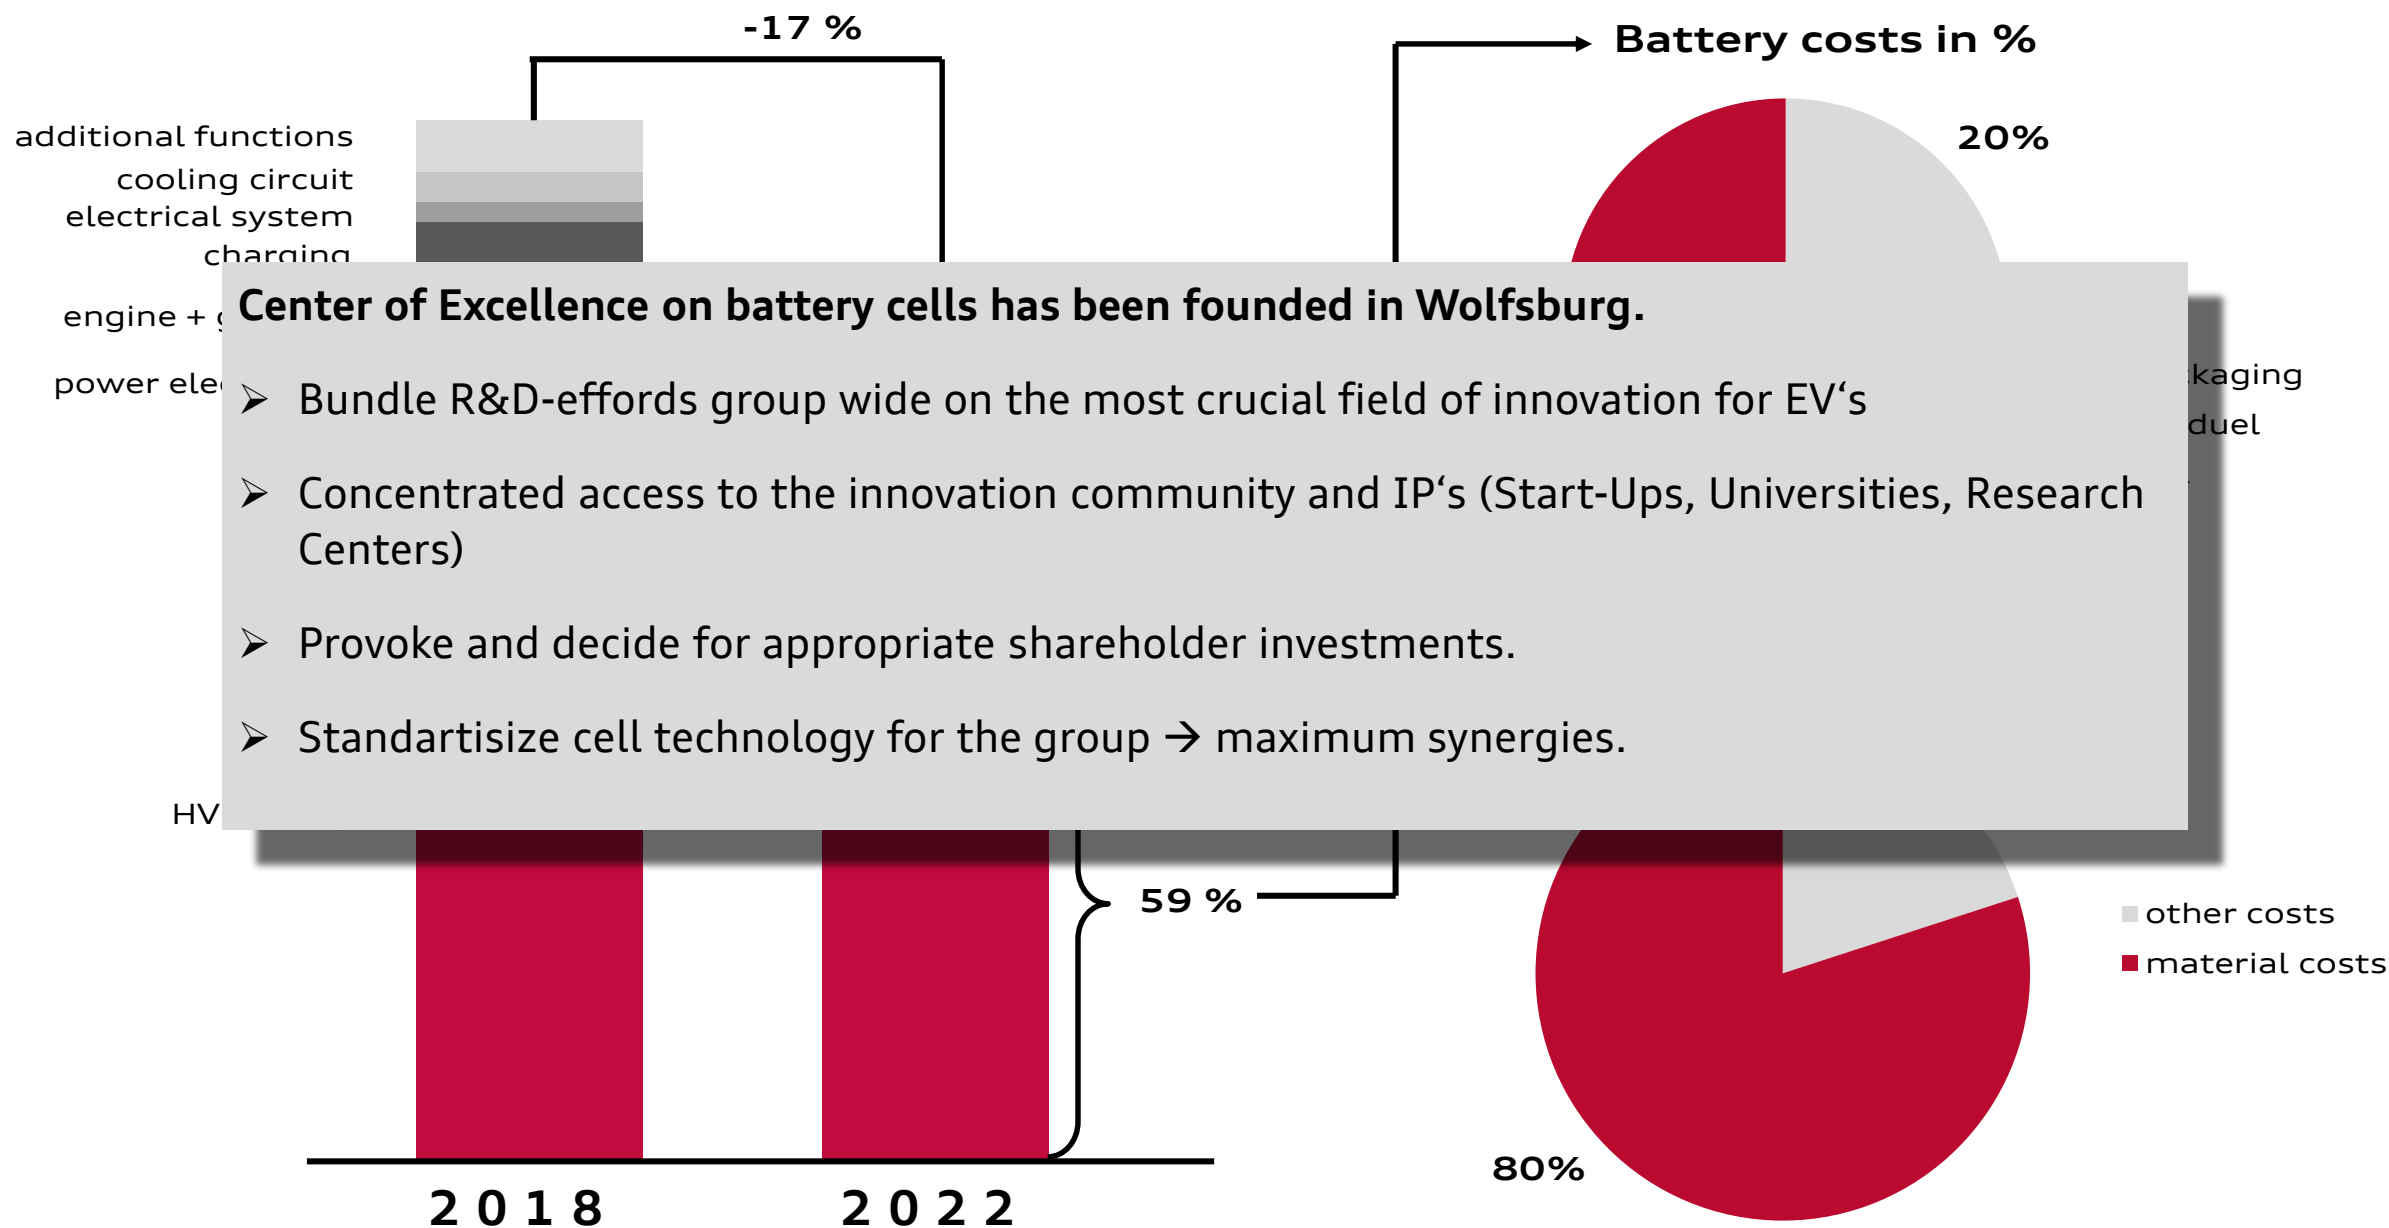 -17 %
Battery costs in %
additional functions
cooling circuit
electrical system
charging
engine +
power
20%
Center of Excellence on battery cells has been founded in Wolfsburg.
➢ Bundle R&D-effords group wide on the most crucial field of innovation for EV‘s
➢ Concentrated access to the innovation community and IP‘s (Start-Ups, Universities, Research
Centers)
➢ Provoke and decide for appropriate shareholder investments.
➢ Standartisize cell technology for the group → maximum synergies.
HV
59 %
other costs
material costs
80%
2018
2022